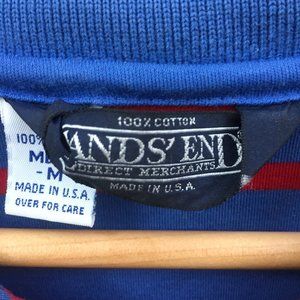 100% COTTON
LANDS' END
DIRECT MERCHANTS
MADE IN U.S.A.
100%
- M
MADE IN U.S.A.
OVER FOR CARE